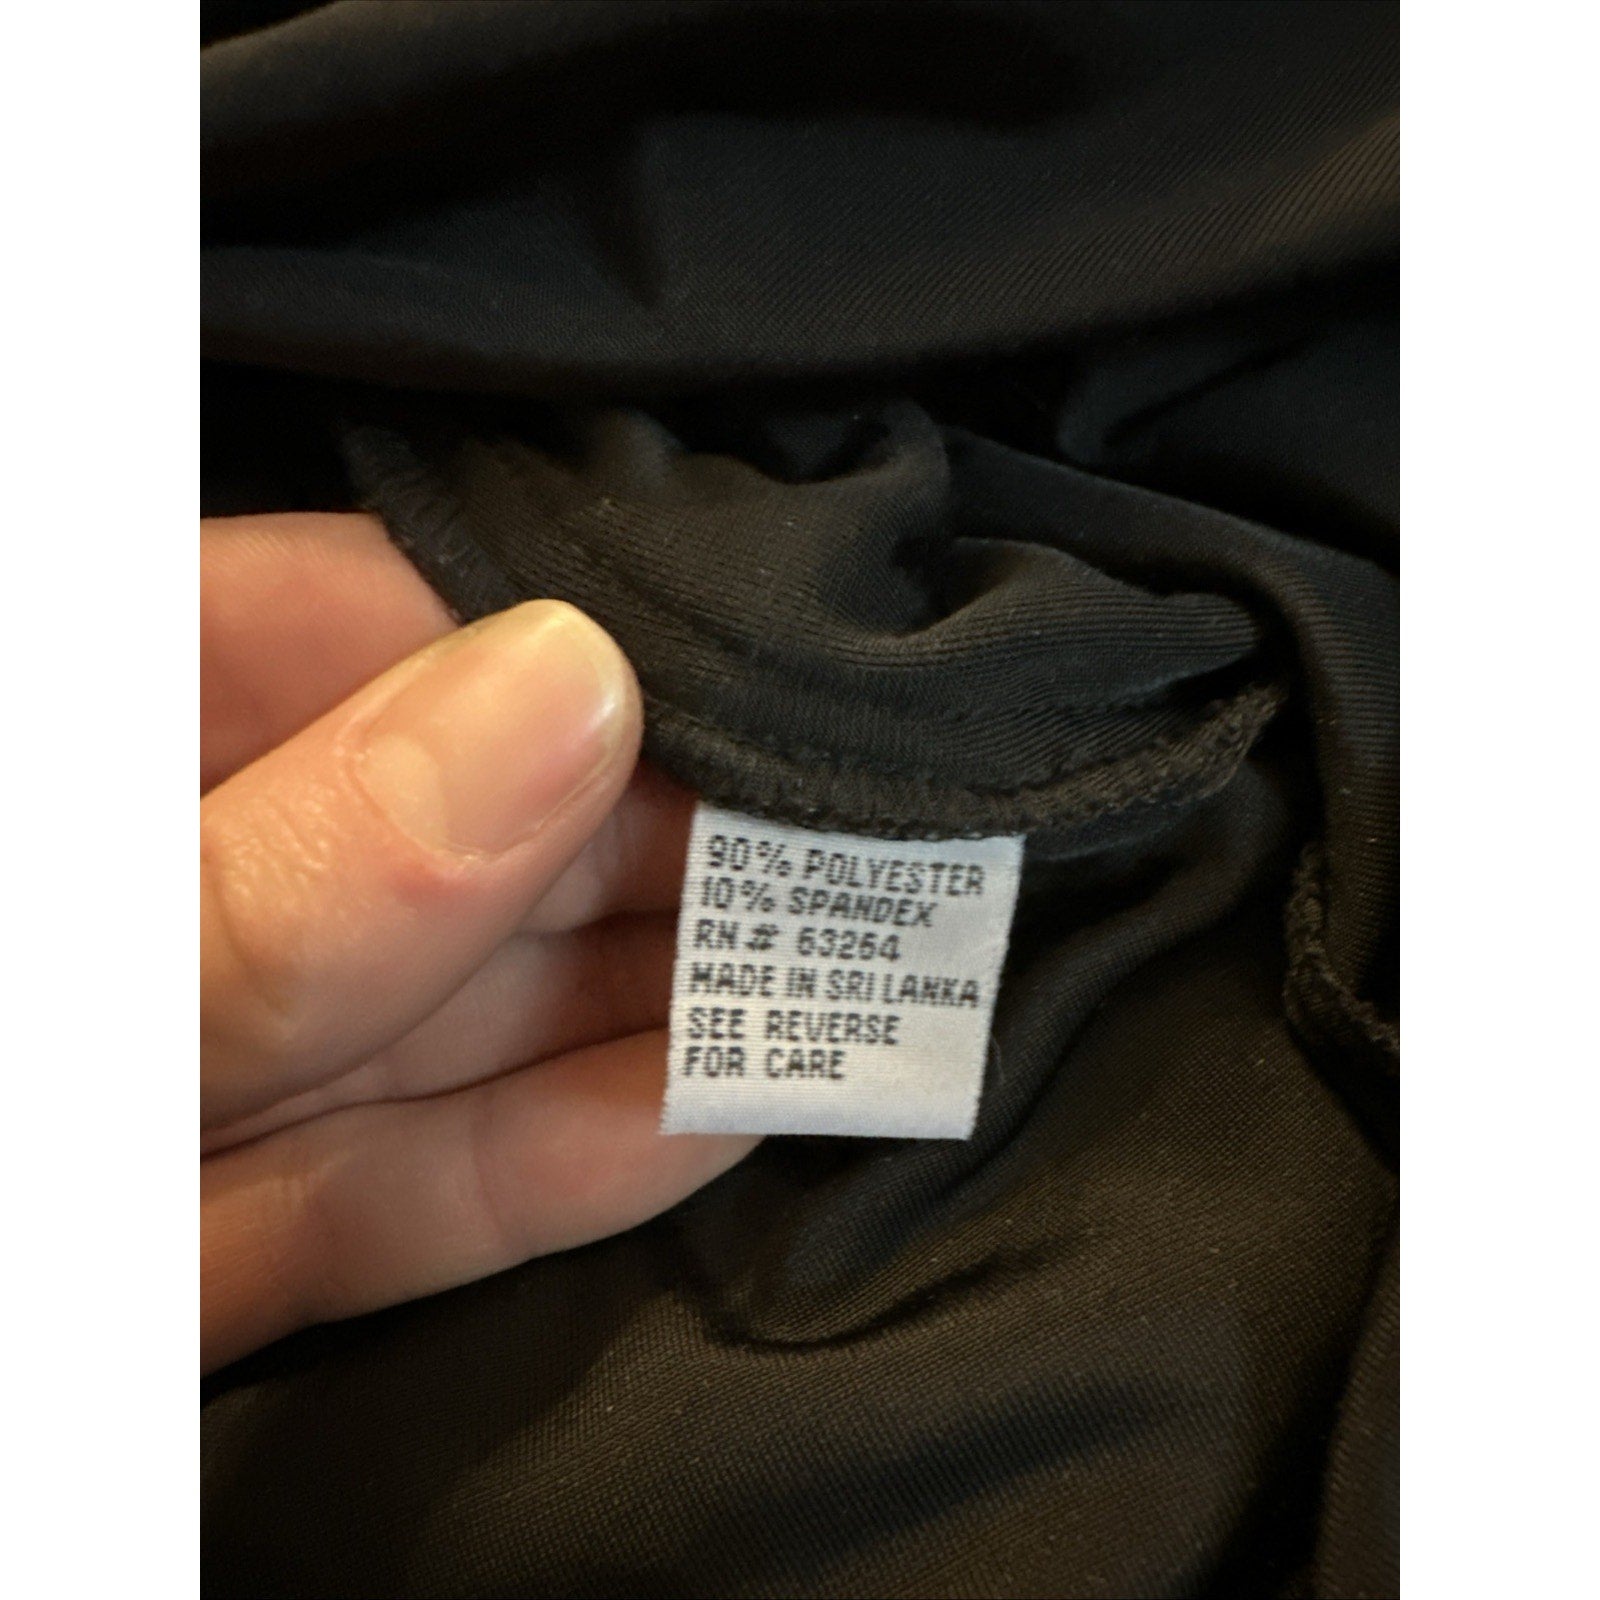 90% POLYESTER
10% SPANDEX
RN# 63264
MADE IN SRI LANKA
SEE REVERSE
FOR CARE